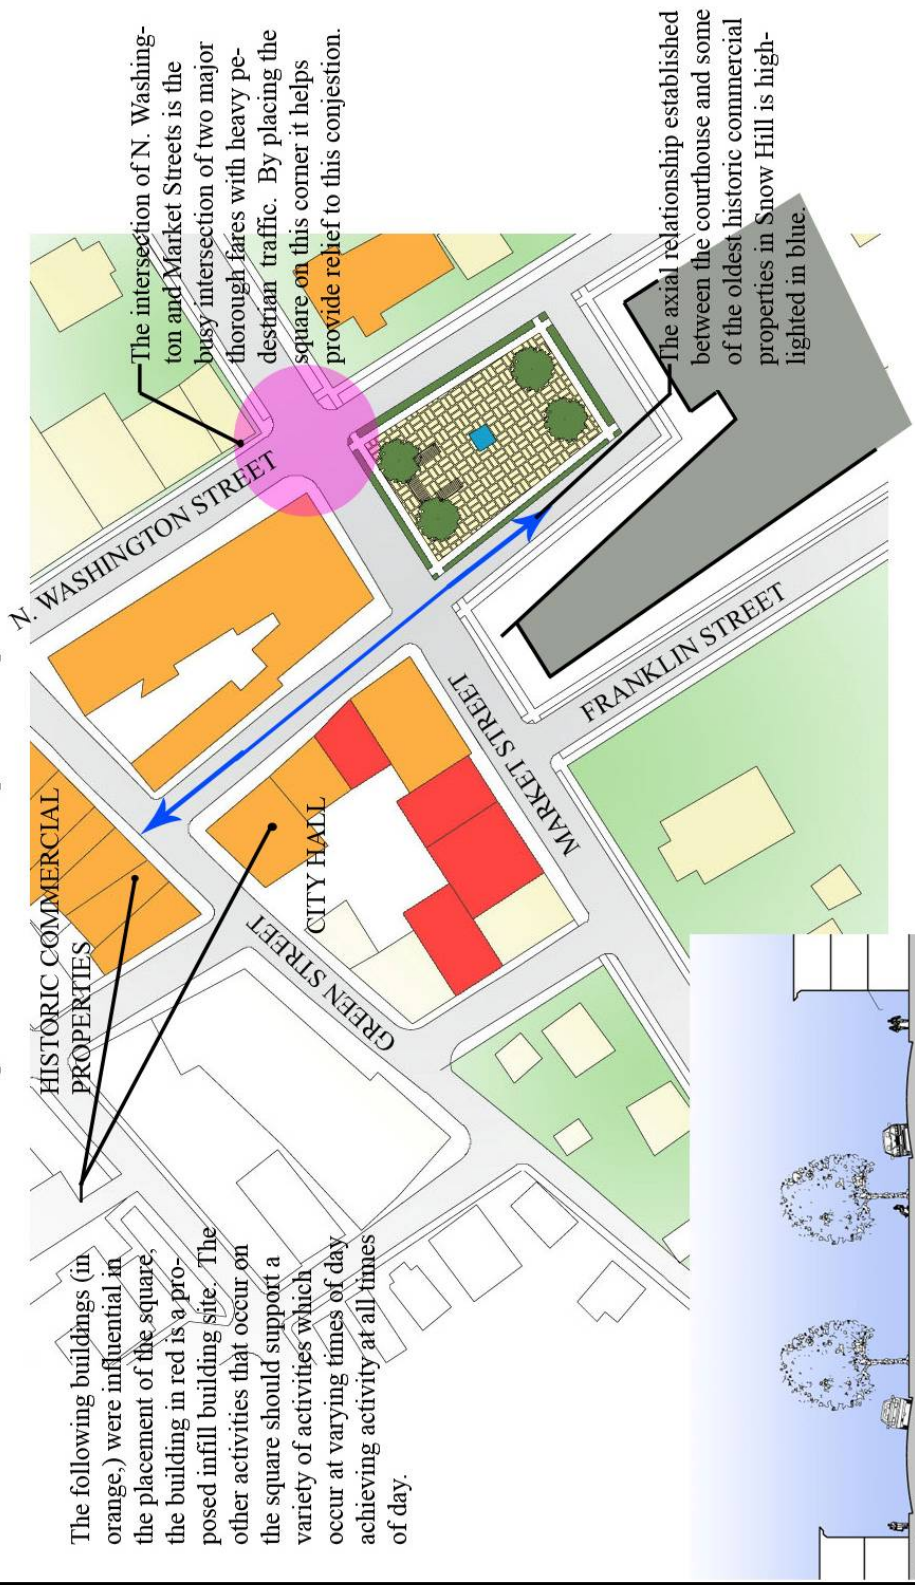 The following buildings (in
orange,) were influential in
the placement of the square,
the building in red is a pro-
posed infill building site. The
other activities that occur on
the square should support a
variety of activities which
occur at varying times of day
achieving activity at all times
of day.
HISTORIC COMMERCIAL
PROPERTIES
CITY HALL
GREEN STREET
N. WASHINGTON STREET
MARKET STREET
FRANKLIN STREET
The intersection of N. Washing-
ton and Market Streets is the
busy intersection of two major
thorough fares with heavy pe-
destrian traffic. By placing the
square on this corner it helps
provide relief to this conjestion.
The axial relationship established
between the courthouse and some
of the oldest historic commercial
properties in Snow Hill is high-
lighted in blue.